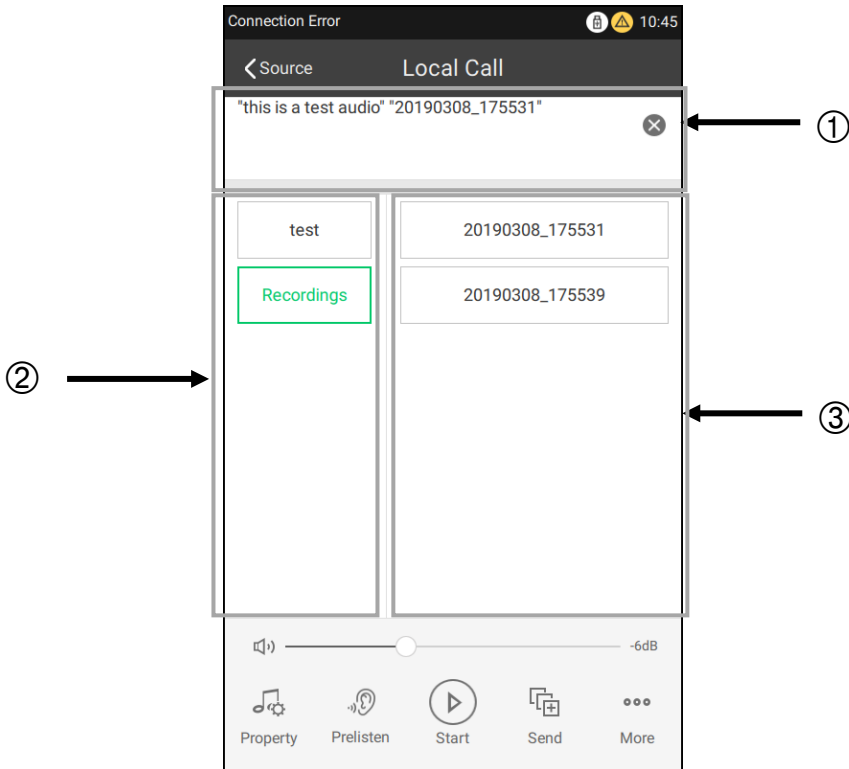 Connection Error 10:45
Source Local Call
"this is a test audio" "20190308_175531"
①
test 20190308_175531
Recordings 20190308_175539
②
③
-6dB
Property Prelisten Start Send More